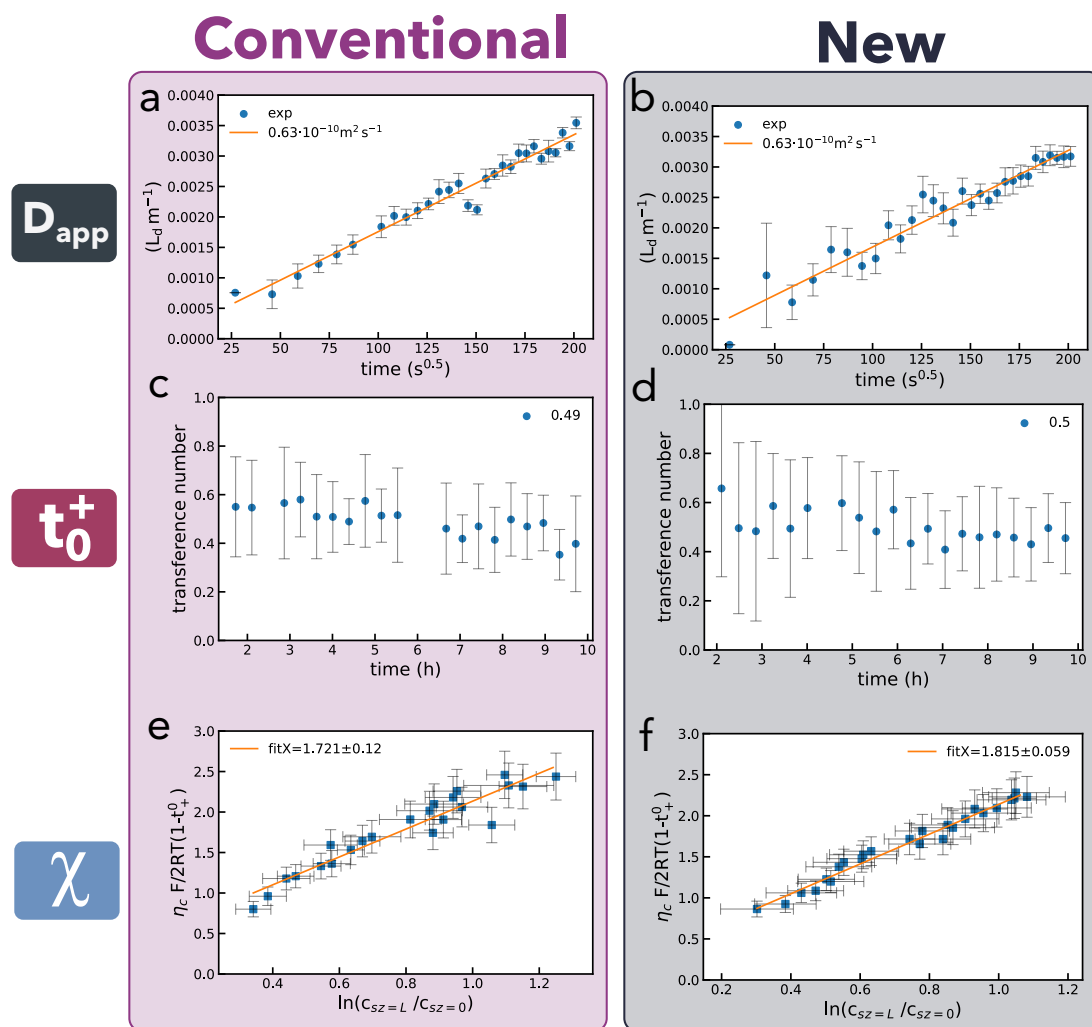 Conventional
New
a
b
0.0040
0.0035
0.0030
0.0025
0.0020
0.0015
0.0010
0.0005
0.0000
(L_d m⁻¹)
exp
0.63·10⁻¹⁰m² s⁻¹
25 50 75 100 125 150 175 200
time (s^0.5)
0.0040
0.0035
0.0030
0.0025
0.0020
0.0015
0.0010
0.0005
0.0000
(L_d m⁻¹)
exp
0.63·10⁻¹⁰m² s⁻¹
25 50 75 100 125 150 175 200
time (s^0.5)
D_app
c
d
1.0
0.8
0.6
0.4
0.2
0.0
transference number
0.49
2 3 4 5 6 7 8 9 10
time (h)
1.0
0.8
0.6
0.4
0.2
0.0
transference number
0.5
2 3 4 5 6 7 8 9 10
time (h)
t₀⁺
e
f
3.0
2.5
2.0
1.5
1.0
0.5
0.0
η_c F/2RT(1-t₊⁰)
fitX=1.721±0.12
0.4 0.6 0.8 1.0 1.2
ln(c_sz=L /c_sz=0)
3.0
2.5
2.0
1.5
1.0
0.5
0.0
η_c F/2RT(1-t₊⁰)
fitX=1.815±0.059
0.2 0.4 0.6 0.8 1.0 1.2
ln(c_sz=L /c_sz=0)
χ